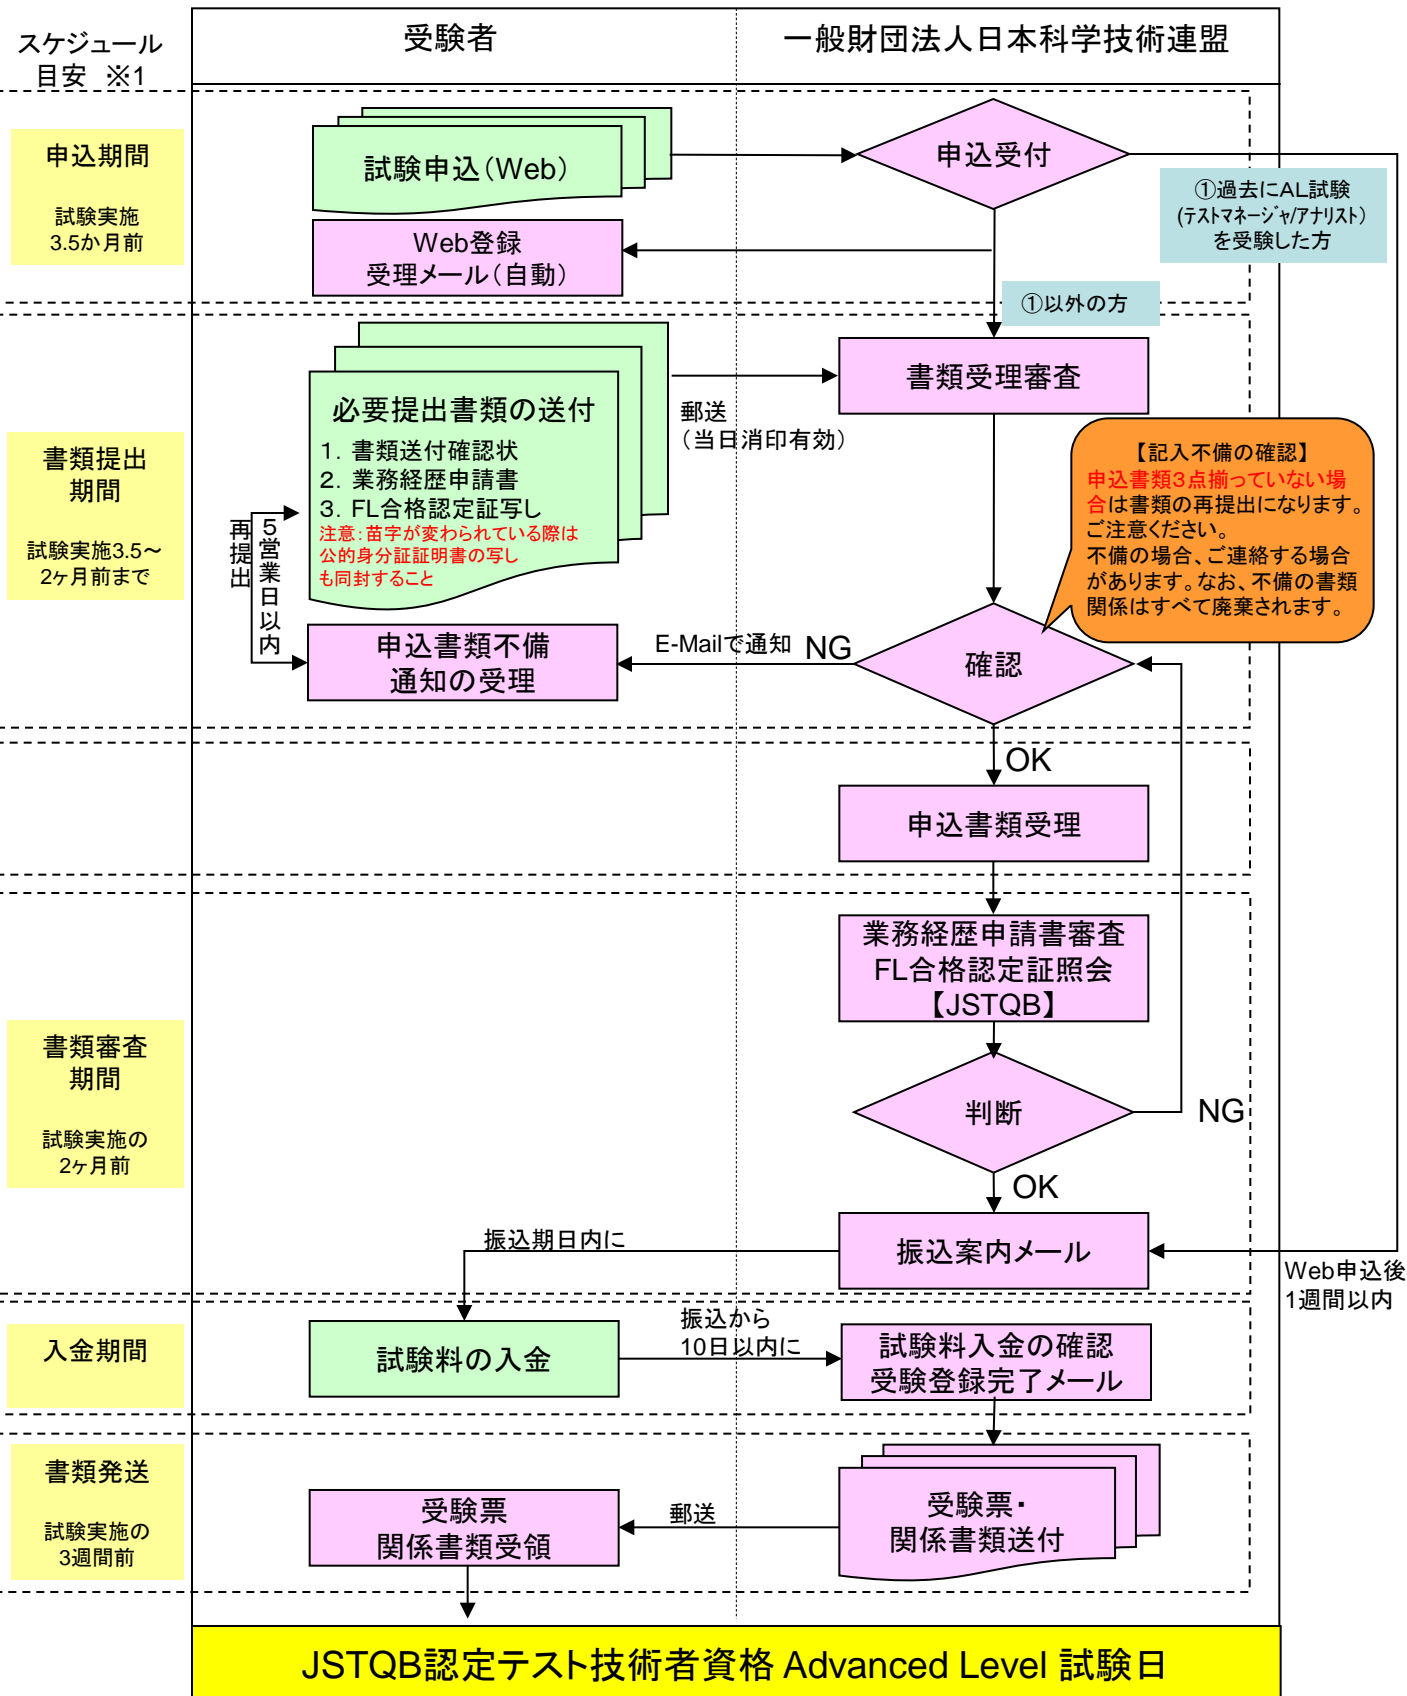 スケジュール
目安　※1
受験者
一般財団法人日本科学技術連盟
申込期間
試験実施
3.5か月前
試験申込（Web）
申込受付
①過去にAL試験
(テストマネージャ/アナリスト)
を受験した方
Web登録
受理メール（自動）
①以外の方
書類提出
期間
試験実施3.5～
2ヶ月前まで
必要提出書類の送付
１．書類送付確認状
２．業務経歴申請書
３．FL合格認定証写し
注意：苗字が変わられている際は
公的身分証証明書の写し
も同封すること
郵送
（当日消印有効）
書類受理審査
【記入不備の確認】
申込書類３点揃っていない場
合は書類の再提出になります。
ご注意ください。
不備の場合、ご連絡する場合
があります。なお、不備の書類
関係はすべて廃棄されます。
５営業日以内
再提出
申込書類不備
通知の受理
E-Mailで通知
NG
確認
OK
申込書類受理
書類審査
期間
試験実施の
2ヶ月前
業務経歴申請書審査
FL合格認定証照会
【JSTQB】
判断
NG
OK
振込案内メール
振込期日内に
Web申込後
1週間以内
入金期間
試験料の入金
振込から
10日以内に
試験料入金の確認
受験登録完了メール
書類発送
試験実施の
3週間前
受験票
関係書類受領
郵送
受験票・
関係書類送付
JSTQB認定テスト技術者資格 Advanced Level 試験日